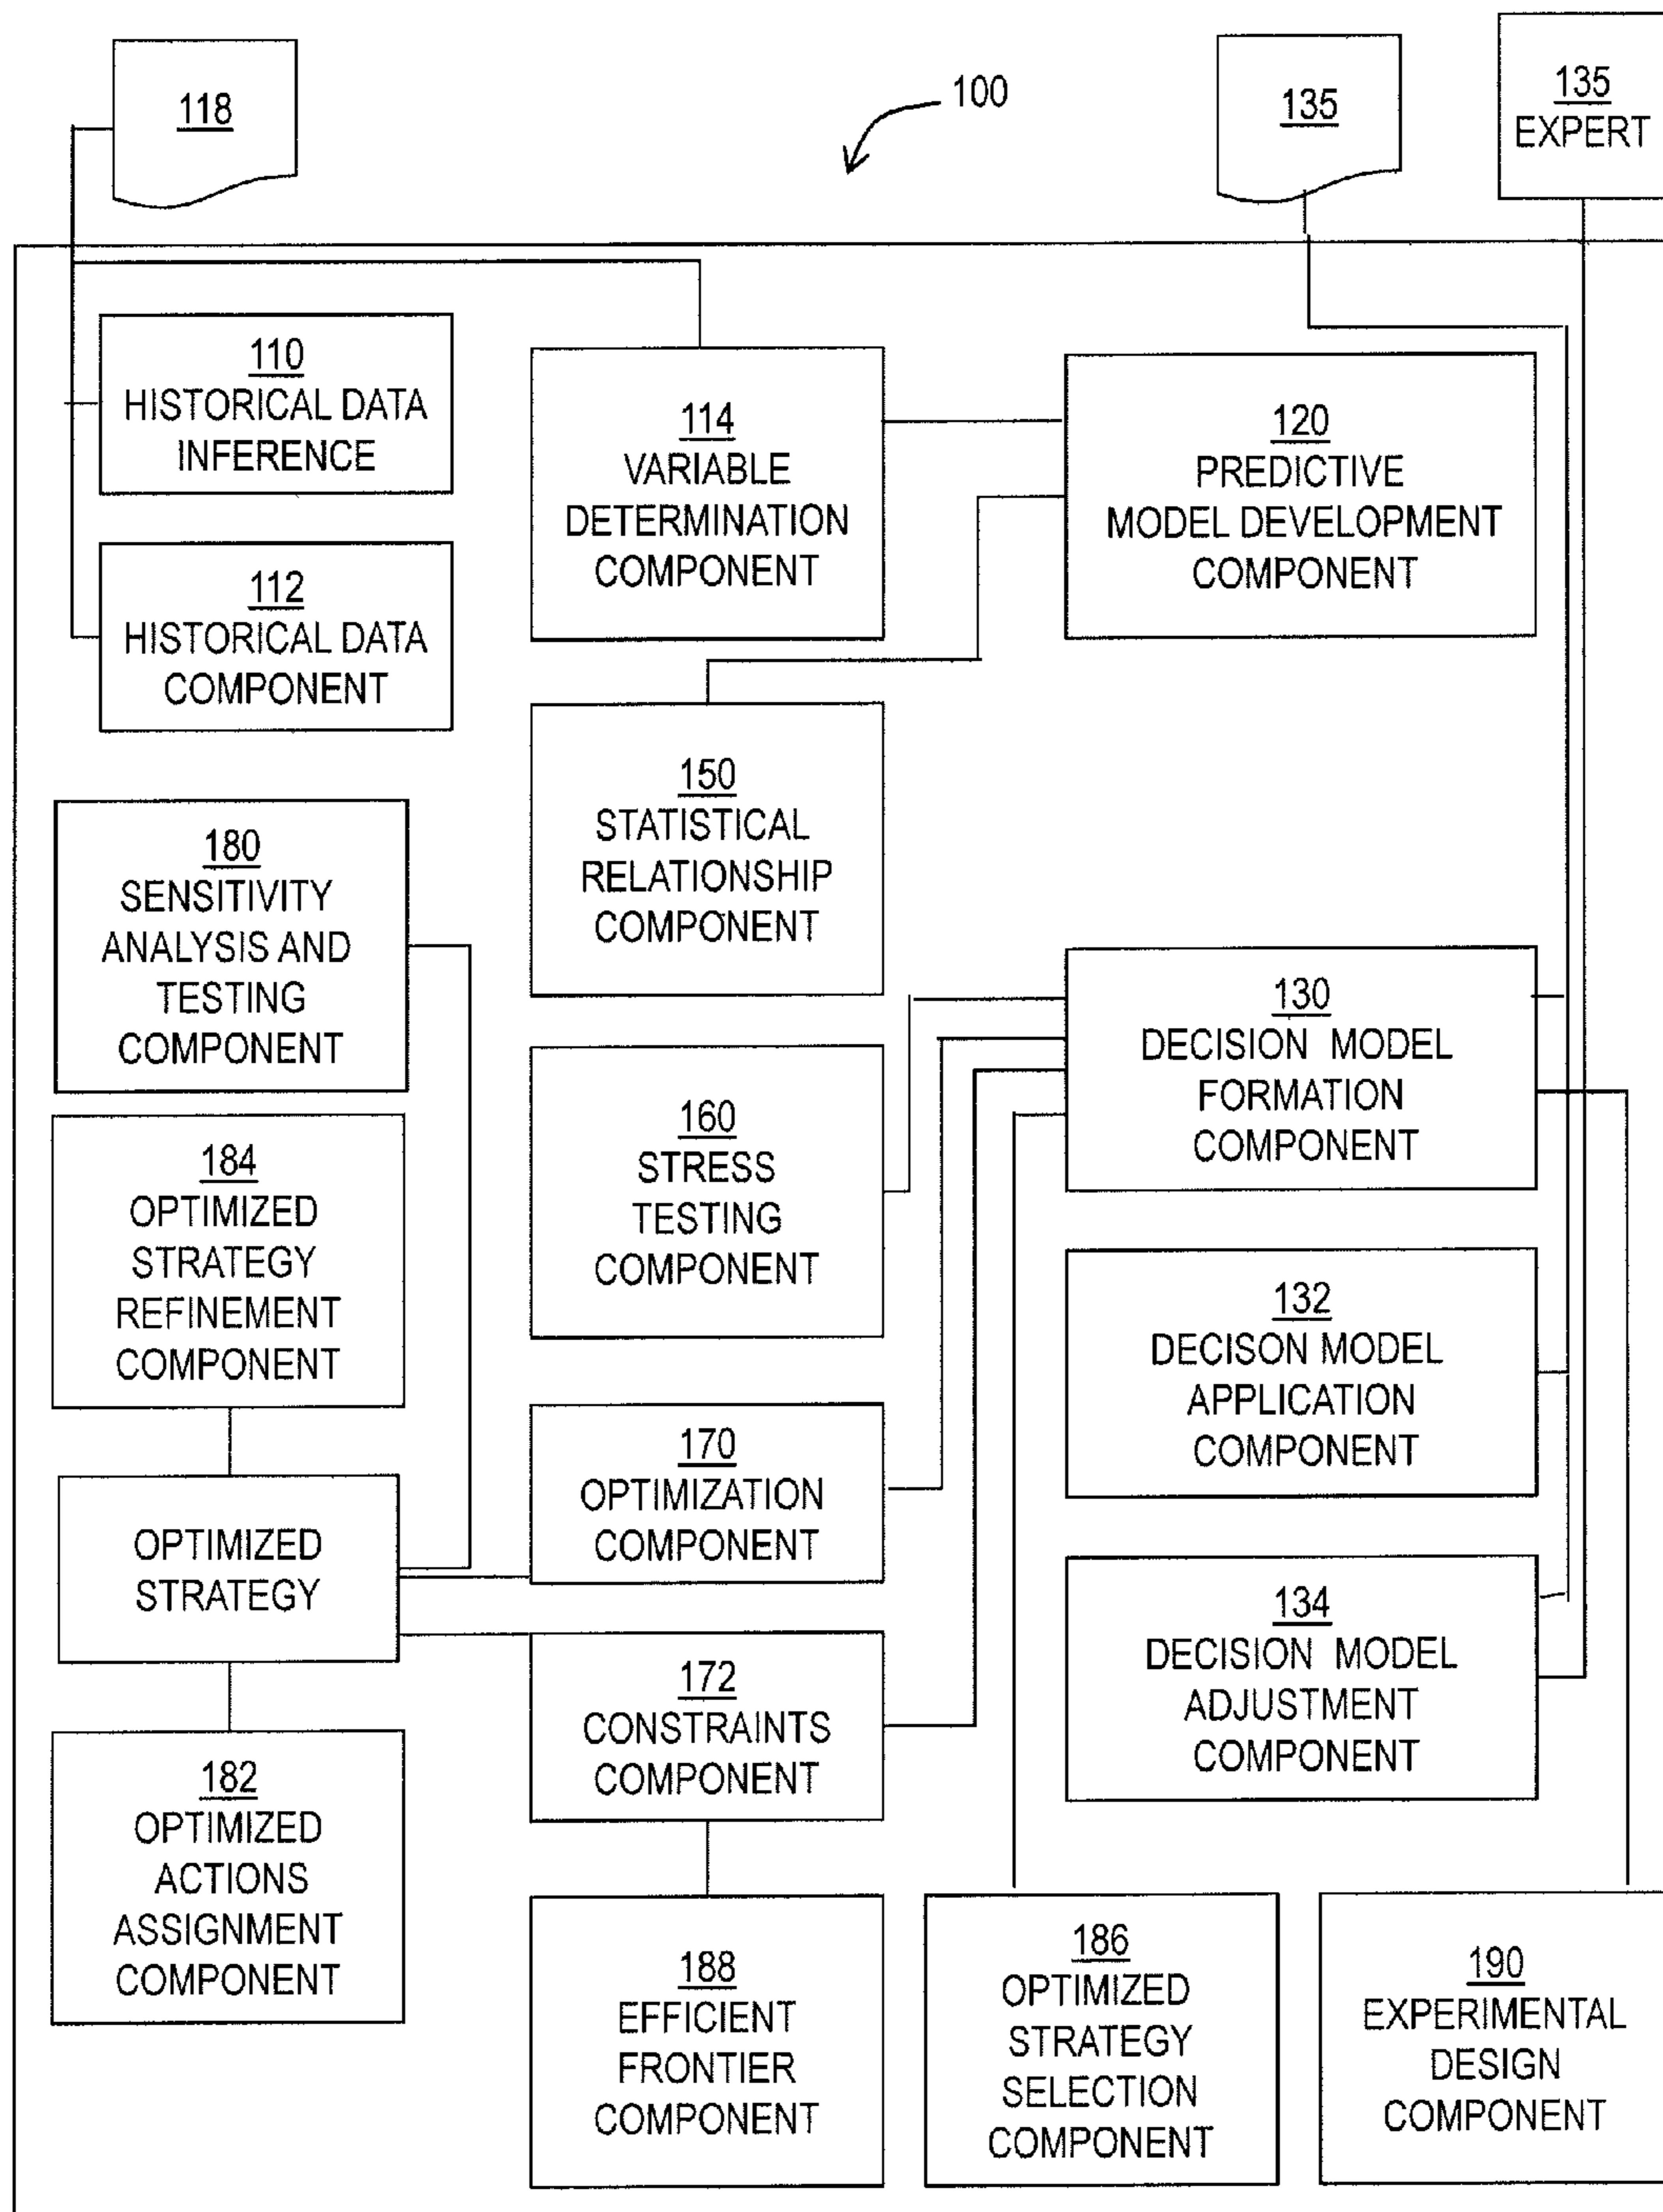 118
100
135
135
EXPERT
110
HISTORICAL DATA
INFERENCE
114
VARIABLE
DETERMINATION
COMPONENT
120
PREDICTIVE
MODEL DEVELOPMENT
COMPONENT
112
HISTORICAL DATA
COMPONENT
150
STATISTICAL
RELATIONSHIP
COMPONENT
180
SENSITIVITY
ANALYSIS AND
TESTING
COMPONENT
130
DECISION MODEL
FORMATION
COMPONENT
160
STRESS
TESTING
COMPONENT
184
OPTIMIZED
STRATEGY
REFINEMENT
COMPONENT
132
DECISON MODEL
APPLICATION
COMPONENT
170
OPTIMIZATION
COMPONENT
OPTIMIZED
STRATEGY
134
DECISION MODEL
ADJUSTMENT
COMPONENT
172
CONSTRAINTS
COMPONENT
182
OPTIMIZED
ACTIONS
ASSIGNMENT
COMPONENT
188
EFFICIENT
FRONTIER
COMPONENT
186
OPTIMIZED
STRATEGY
SELECTION
COMPONENT
190
EXPERIMENTAL
DESIGN
COMPONENT